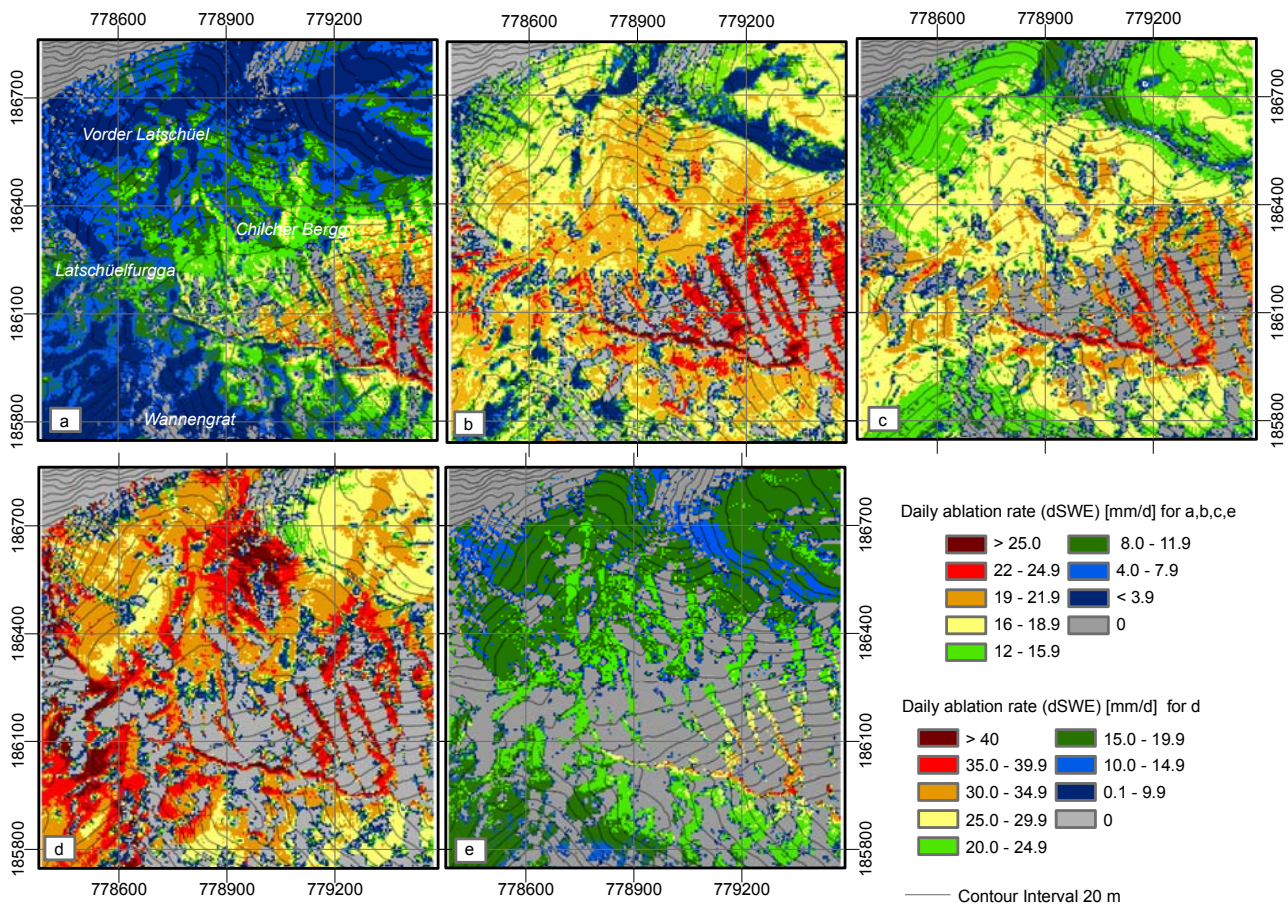 778600 778900 779200
778600 778900 779200
778600 778900 779200
186700
186400
186100
185800
Vorder Latschüel
Chilcher Bergg
Latschüelfurgga
Wannengrat
a
b
c
186700
186400
186100
185800
186700
186400
186100
185800
d
e
186700
186400
186100
185800
778600 778900 779200
778600 778900 779200
Daily ablation rate (dSWE) [mm/d] for a,b,c,e
> 25.0 8.0 - 11.9
22 - 24.9 4.0 - 7.9
19 - 21.9 < 3.9
16 - 18.9 0
12 - 15.9
Daily ablation rate (dSWE) [mm/d] for d
> 40 15.0 - 19.9
35.0 - 39.9 10.0 - 14.9
30.0 - 34.9 0.1 - 9.9
25.0 - 29.9 0
20.0 - 24.9
Contour Interval 20 m